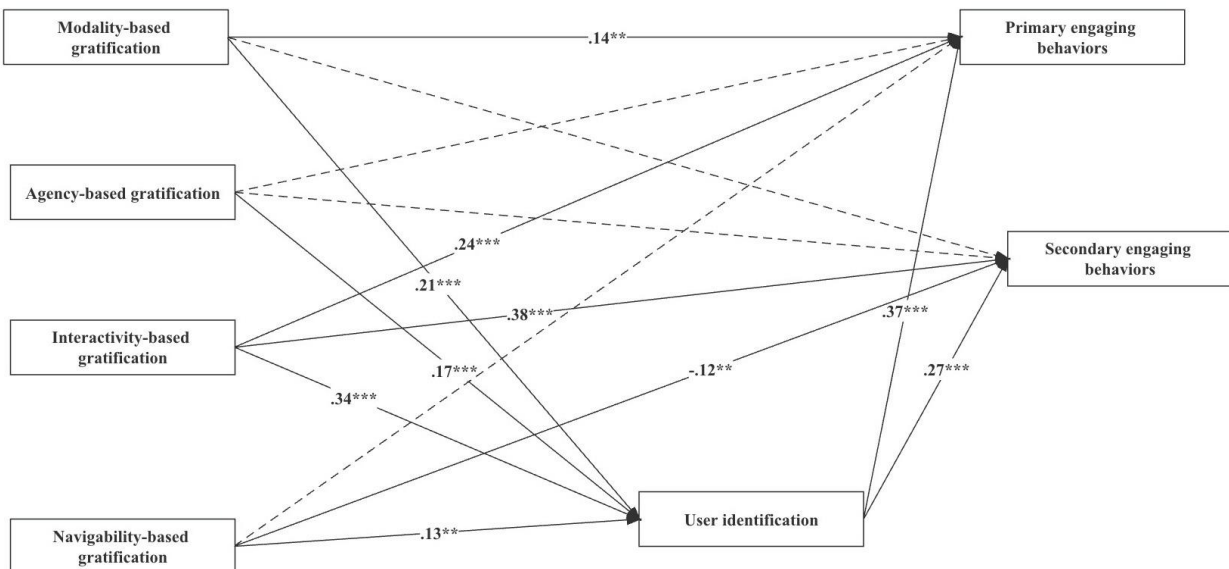 Modality-based
gratification
.14**
Primary engaging
behaviors
Agency-based gratification
.24***
Secondary engaging
behaviors
.21***
Interactivity-based
gratification
.38***
.37***
.17***
-.12**
.27***
.34***
User identification
Navigability-based
gratification
.13**